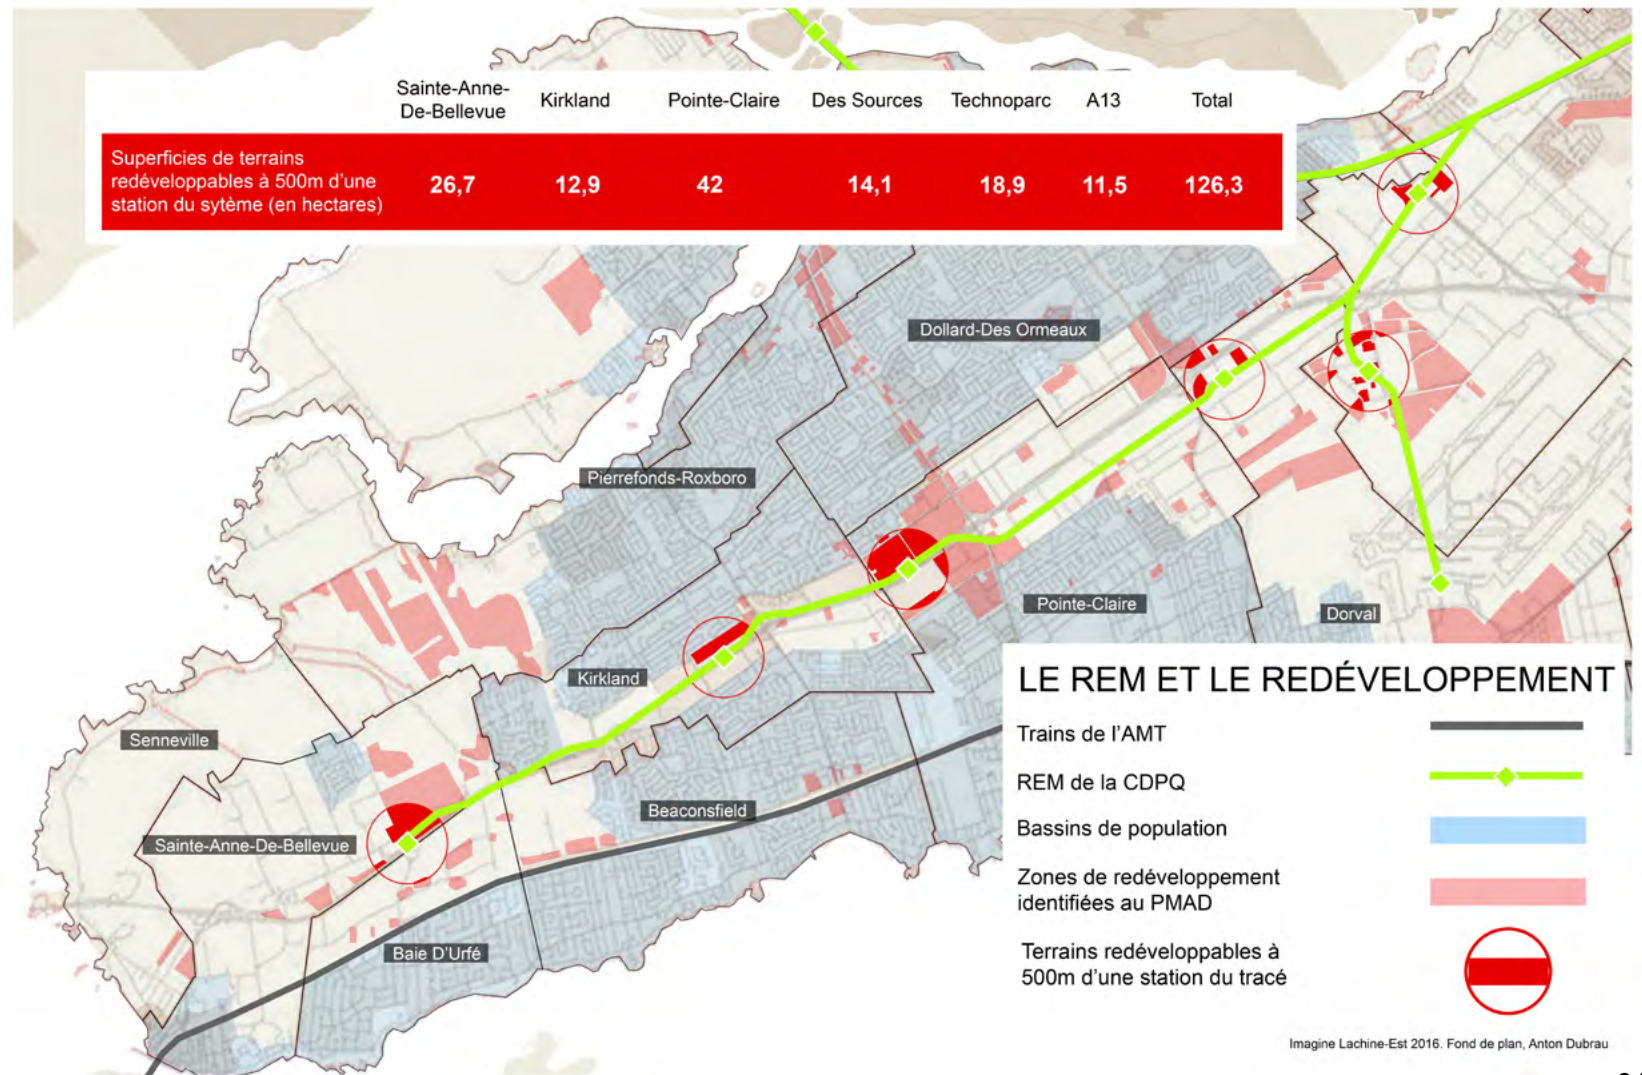 Sainte-Anne-
De-Bellevue
Kirkland
Pointe-Claire
Des Sources
Technoparc
A13
Total
Superficies de terrains
redéveloppables à 500m d'une
station du sytème (en hectares)
26,7
12,9
42
14,1
18,9
11,5
126,3
Dollard-Des Ormeaux
Pierrefonds-Roxboro
Pointe-Claire
Dorval
Kirkland
Senneville
Beaconsfield
Sainte-Anne-De-Bellevue
Baie D'Urfé
LE REM ET LE REDÉVELOPPEMENT
Trains de l'AMT
REM de la CDPQ
Bassins de population
Zones de redéveloppement
identifiées au PMAD
Terrains redéveloppables à
500m d'une station du tracé
Imagine Lachine-Est 2016. Fond de plan, Anton Dubrau